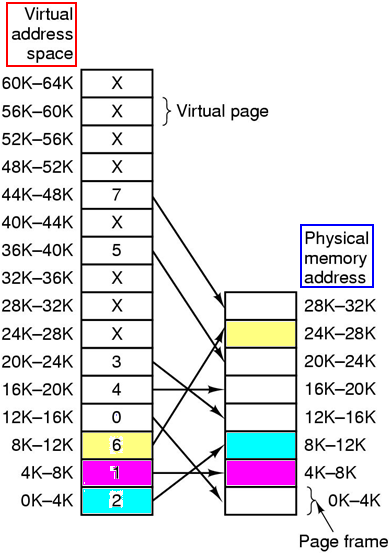 Virtual
address
space
60K–64K X
56K–60K X Virtual page
52K–56K X
48K–52K X
44K–48K 7
40K–44K X
36K–40K 5
Physical
memory
address
32K–36K X
28K–32K X 28K–32K
24K–28K X 24K–28K
20K–24K 3 20K–24K
16K–20K 4 16K–20K
12K–16K 0 12K–16K
8K–12K 6 8K–12K
4K–8K 1 4K–8K
0K–4K 2 0K–4K
Page frame